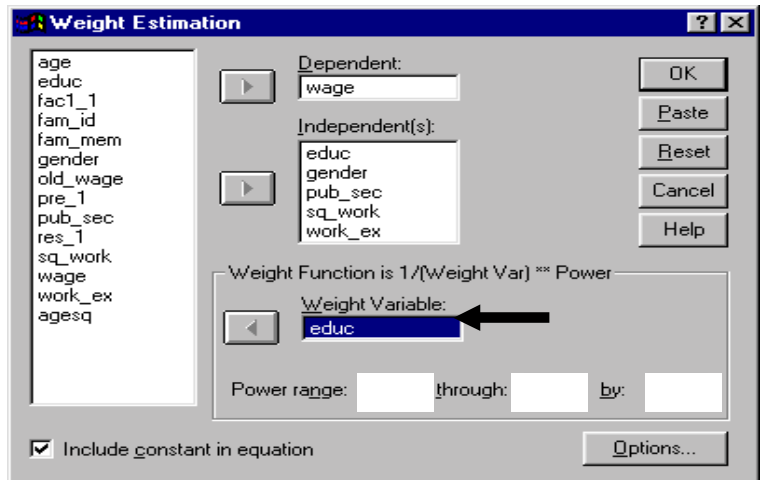 Weight Estimation
age
educ
fac1_1
fam_id
fam_mem
gender
old_wage
pre_1
pub_sec
res_1
sq_work
wage
work_ex
agesq
Dependent:
wage
Independent(s):
educ
gender
pub_sec
sq_work
work_ex
OK
Paste
Reset
Cancel
Help
Weight Function is 1/(Weight Var) ** Power
Weight Variable:
educ
Power range: through: by:
Include constant in equation
Options...